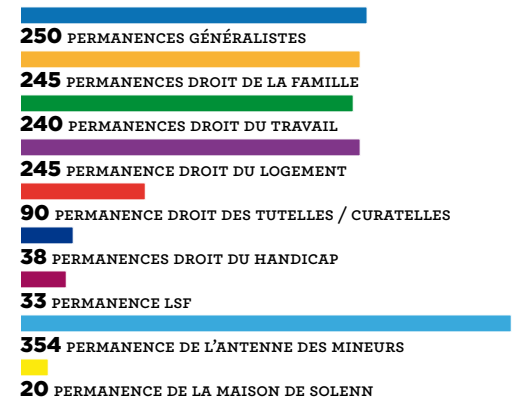 250 PERMANENCES GÉNÉRALISTES
245 PERMANENCES DROIT DE LA FAMILLE
240 PERMANENCES DROIT DU TRAVAIL
245 PERMANENCE DROIT DU LOGEMENT
90 PERMANENCE DROIT DES TUTELLES / CURATELLES
38 PERMANENCES DROIT DU HANDICAP
33 PERMANENCE LSF
354 PERMANENCE DE L'ANTENNE DES MINEURS
20 PERMANENCE DE LA MAISON DE SOLENN